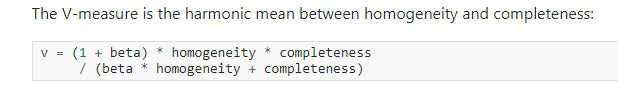 The V-measure is the harmonic mean between homogeneity and completeness:
v = (1 + beta) * homogeneity * completeness
/ (beta * homogeneity + completeness)